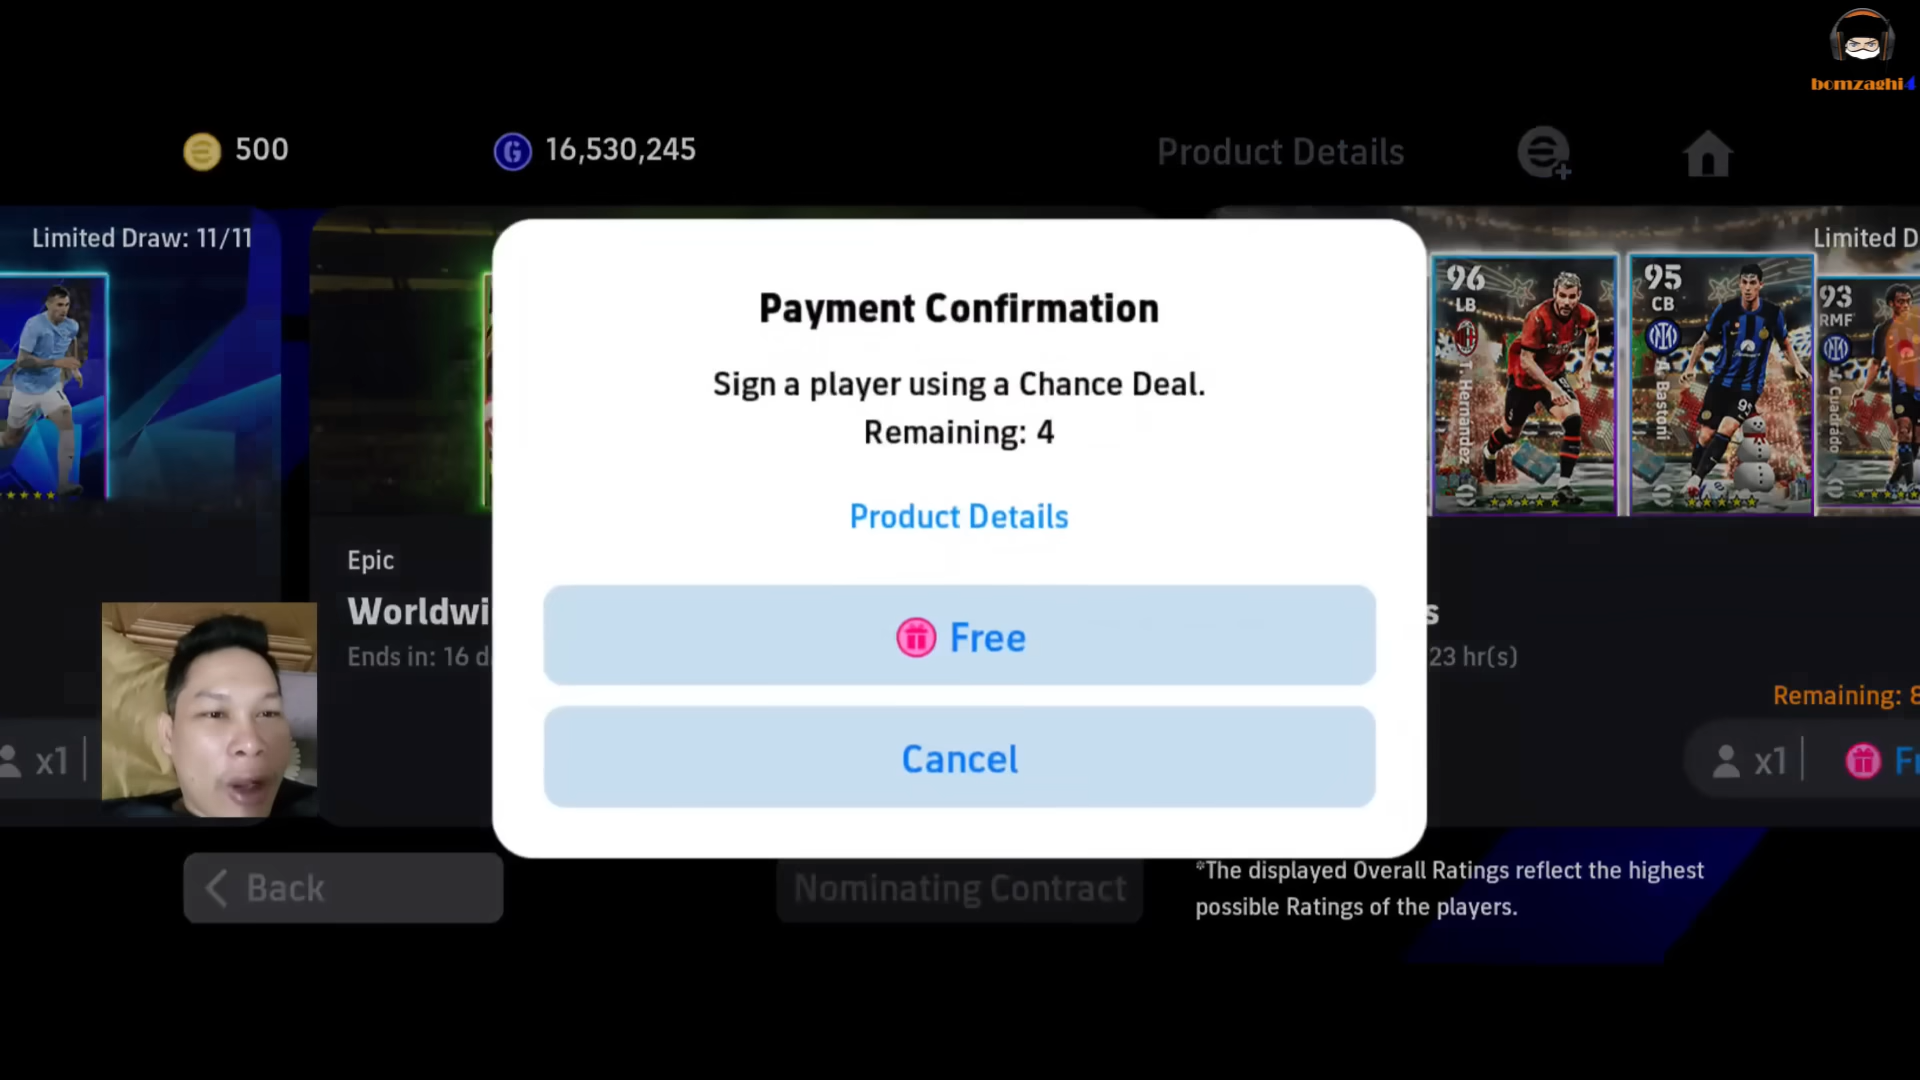 bomzaghi4
500
16,530,245
Product Details
Limited Draw: 11/11
Limited D
96
LB
T. Hernandez
95
CB
A. Bastoni
93
RMF
J. Cuadrado
Payment Confirmation
Sign a player using a Chance Deal.
Remaining: 4
Product Details
Free
Cancel
Epic
Worldwi
Ends in: 16 d
s
23 hr(s)
Remaining: 8
x1
x1
Fr
Back
Nominating Contract
*The displayed Overall Ratings reflect the highest
possible Ratings of the players.